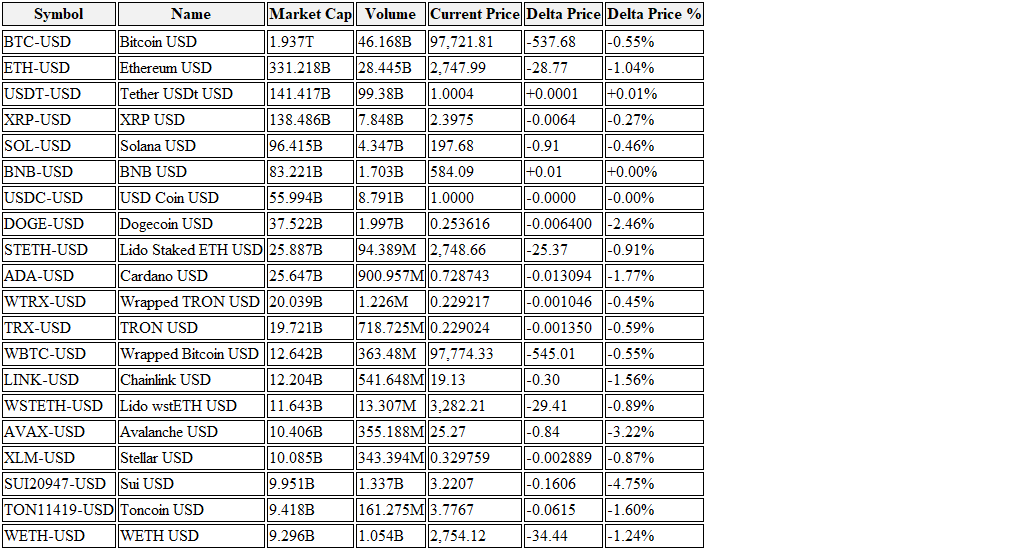 Symbol Name Market Cap Volume Current Price Delta Price Delta Price %
BTC-USD Bitcoin USD 1.937T 46.168B 97,721.81 -537.68 -0.55%
ETH-USD Ethereum USD 331.218B 28.445B 2,747.99 -28.77 -1.04%
USDT-USD Tether USDt USD 141.417B 99.38B 1.0004 +0.0001 +0.01%
XRP-USD XRP USD 138.486B 7.848B 2.3975 -0.0064 -0.27%
SOL-USD Solana USD 96.415B 4.347B 197.68 -0.91 -0.46%
BNB-USD BNB USD 83.221B 1.703B 584.09 +0.01 +0.00%
USDC-USD USD Coin USD 55.994B 8.791B 1.0000 -0.0000 -0.00%
DOGE-USD Dogecoin USD 37.522B 1.997B 0.253616 -0.006400 -2.46%
STETH-USD Lido Staked ETH USD 25.887B 94.389M 2,748.66 -25.37 -0.91%
ADA-USD Cardano USD 25.647B 900.957M 0.728743 -0.013094 -1.77%
WTRX-USD Wrapped TRON USD 20.039B 1.226M 0.229217 -0.001046 -0.45%
TRX-USD TRON USD 19.721B 718.725M 0.229024 -0.001350 -0.59%
WBTC-USD Wrapped Bitcoin USD 12.642B 363.48M 97,774.33 -545.01 -0.55%
LINK-USD Chainlink USD 12.204B 541.648M 19.13 -0.30 -1.56%
WSTETH-USD Lido wstETH USD 11.643B 13.307M 3,282.21 -29.41 -0.89%
AVAX-USD Avalanche USD 10.406B 355.188M 25.27 -0.84 -3.22%
XLM-USD Stellar USD 10.085B 343.394M 0.329759 -0.002889 -0.87%
SUI20947-USD Sui USD 9.951B 1.337B 3.2207 -0.1606 -4.75%
TON11419-USD Toncoin USD 9.418B 161.275M 3.7767 -0.0615 -1.60%
WETH-USD WETH USD 9.296B 1.054B 2,754.12 -34.44 -1.24%